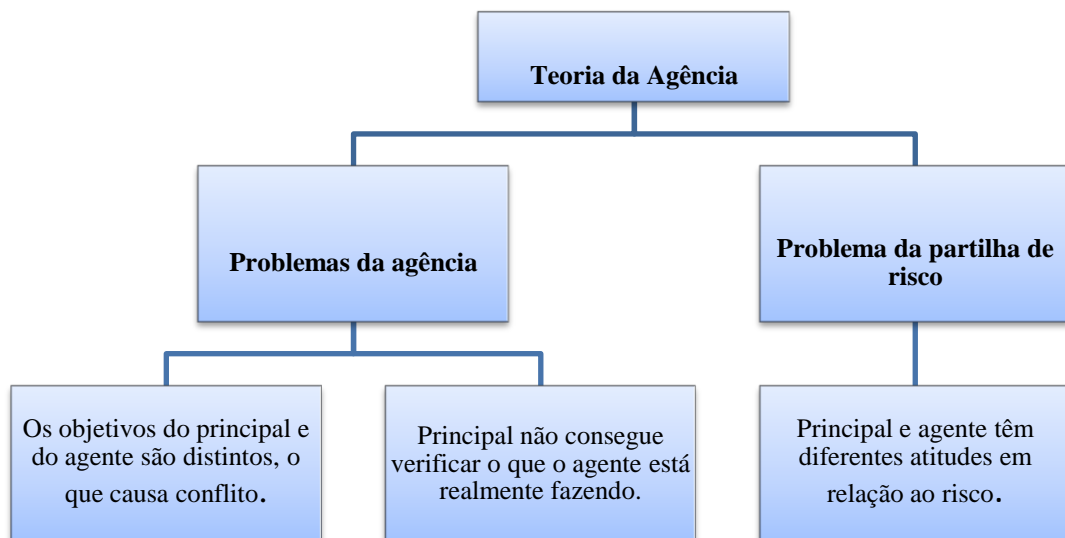 Teoria da Agência
Problemas da agência
Problema da partilha de
risco
Os objetivos do principal e
do agente são distintos, o
que causa conflito.
Principal não consegue
verificar o que o agente está
realmente fazendo.
Principal e agente têm
diferentes atitudes em
relação ao risco.